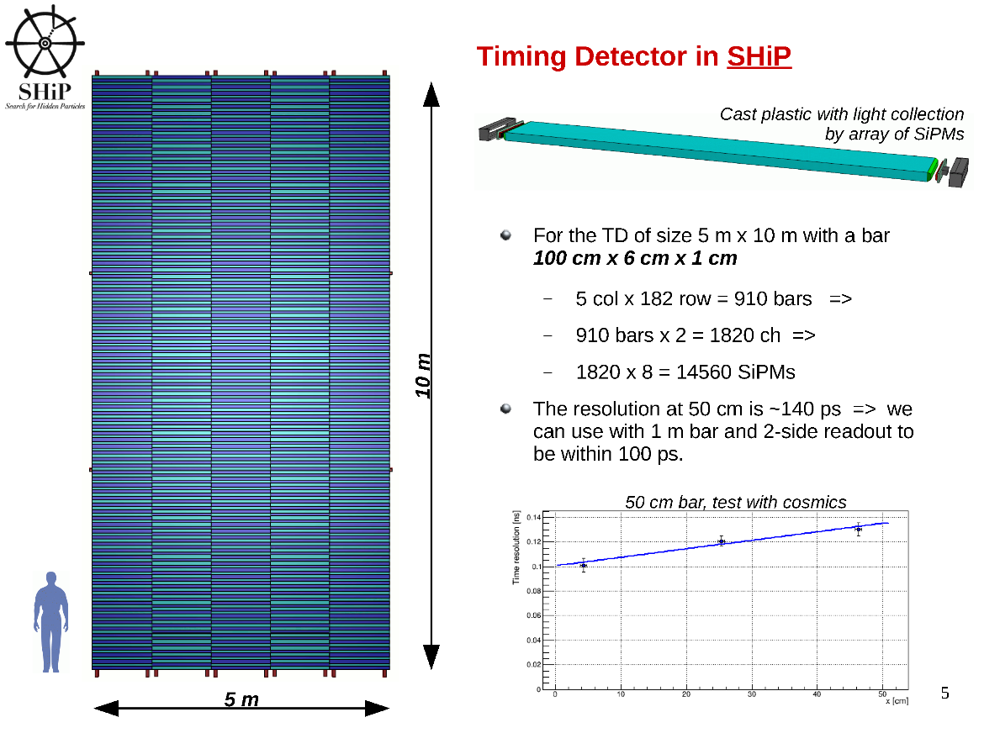 SHiP
Search for Hidden Particles
Timing Detector in SHiP
Cast plastic with light collection
by array of SiPMs
For the TD of size 5 m x 10 m with a bar
100 cm x 6 cm x 1 cm
– 5 col x 182 row = 910 bars =>
– 910 bars x 2 = 1820 ch =>
– 1820 x 8 = 14560 SiPMs
The resolution at 50 cm is ~140 ps => we
can use with 1 m bar and 2-side readout to
be within 100 ps.
10 m
5 m
50 cm bar, test with cosmics
Time resolution [ns]
0.14
0.12
0.1
0.08
0.06
0.04
0.02
0
0 10 20 30 40 50
x [cm]
5